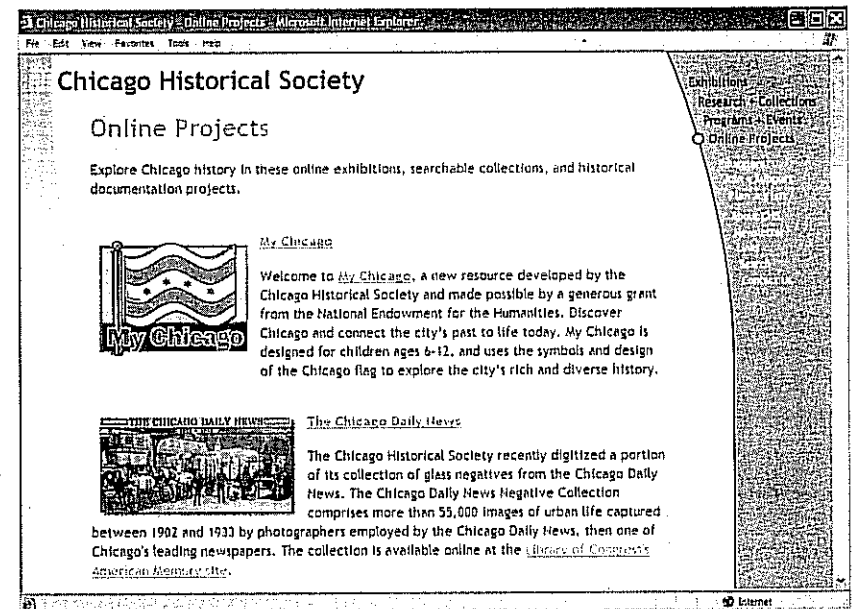 Chicago Historical Society - Online Projects - Microsoft Internet Explorer
File Edit View Favorites Tools Help
Chicago Historical Society
Online Projects
Explore Chicago history in these online exhibitions, searchable collections, and historical
documentation projects.
Exhibitions
Research + Collections
Programs + Events
Online Projects
My Chicago
My Chicago
Welcome to My Chicago, a new resource developed by the
Chicago Historical Society and made possible by a generous grant
from the National Endowment for the Humanities. Discover
Chicago and connect the city's past to life today. My Chicago is
designed for children ages 6-12, and uses the symbols and design
of the Chicago flag to explore the city's rich and diverse history.
THE CHICAGO DAILY NEWS
The Chicago Daily News
The Chicago Historical Society recently digitized a portion
of its collection of glass negatives from the Chicago Daily
News. The Chicago Daily News Negative Collection
comprises more than 55,000 images of urban life captured
between 1902 and 1933 by photographers employed by the Chicago Daily News, then one of
Chicago's leading newspapers. The collection is available online at the Library of Congress's
American Memory site.
Internet